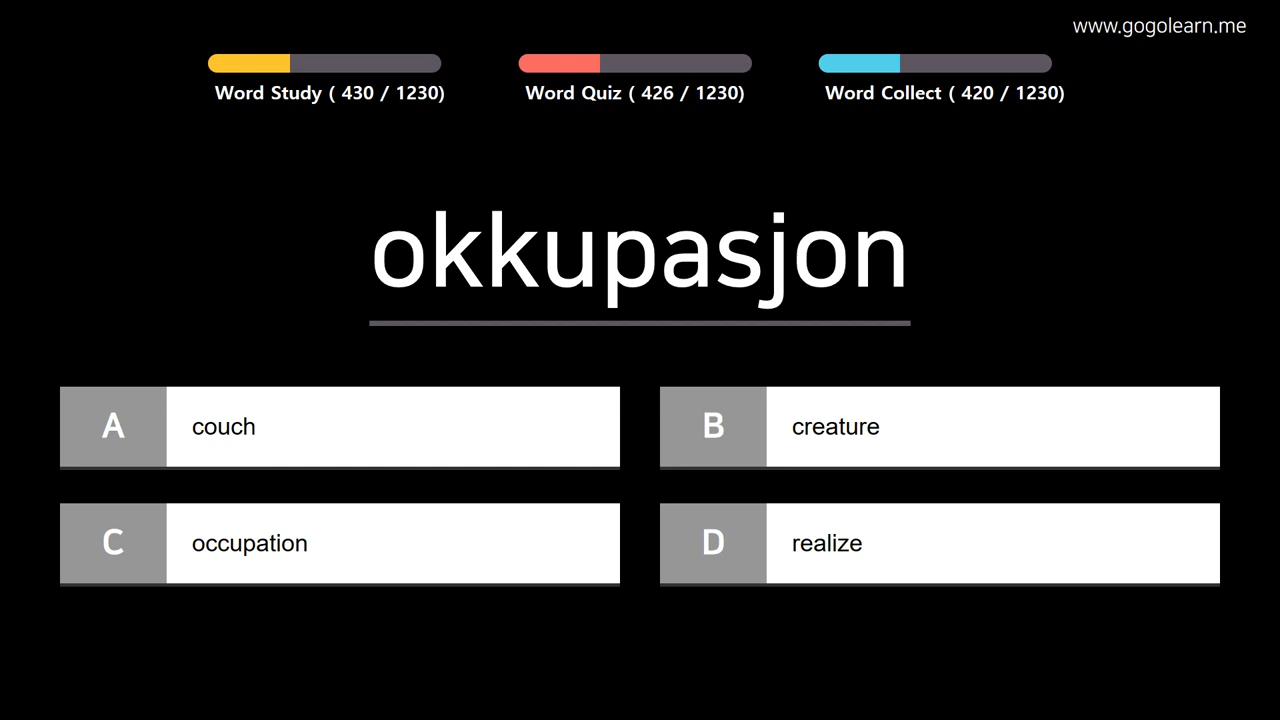 www.gogolearn.me
Word Study ( 430 / 1230)
Word Quiz ( 426 / 1230)
Word Collect ( 420 / 1230)
okkupasjon
A couch
B creature
C occupation
D realize